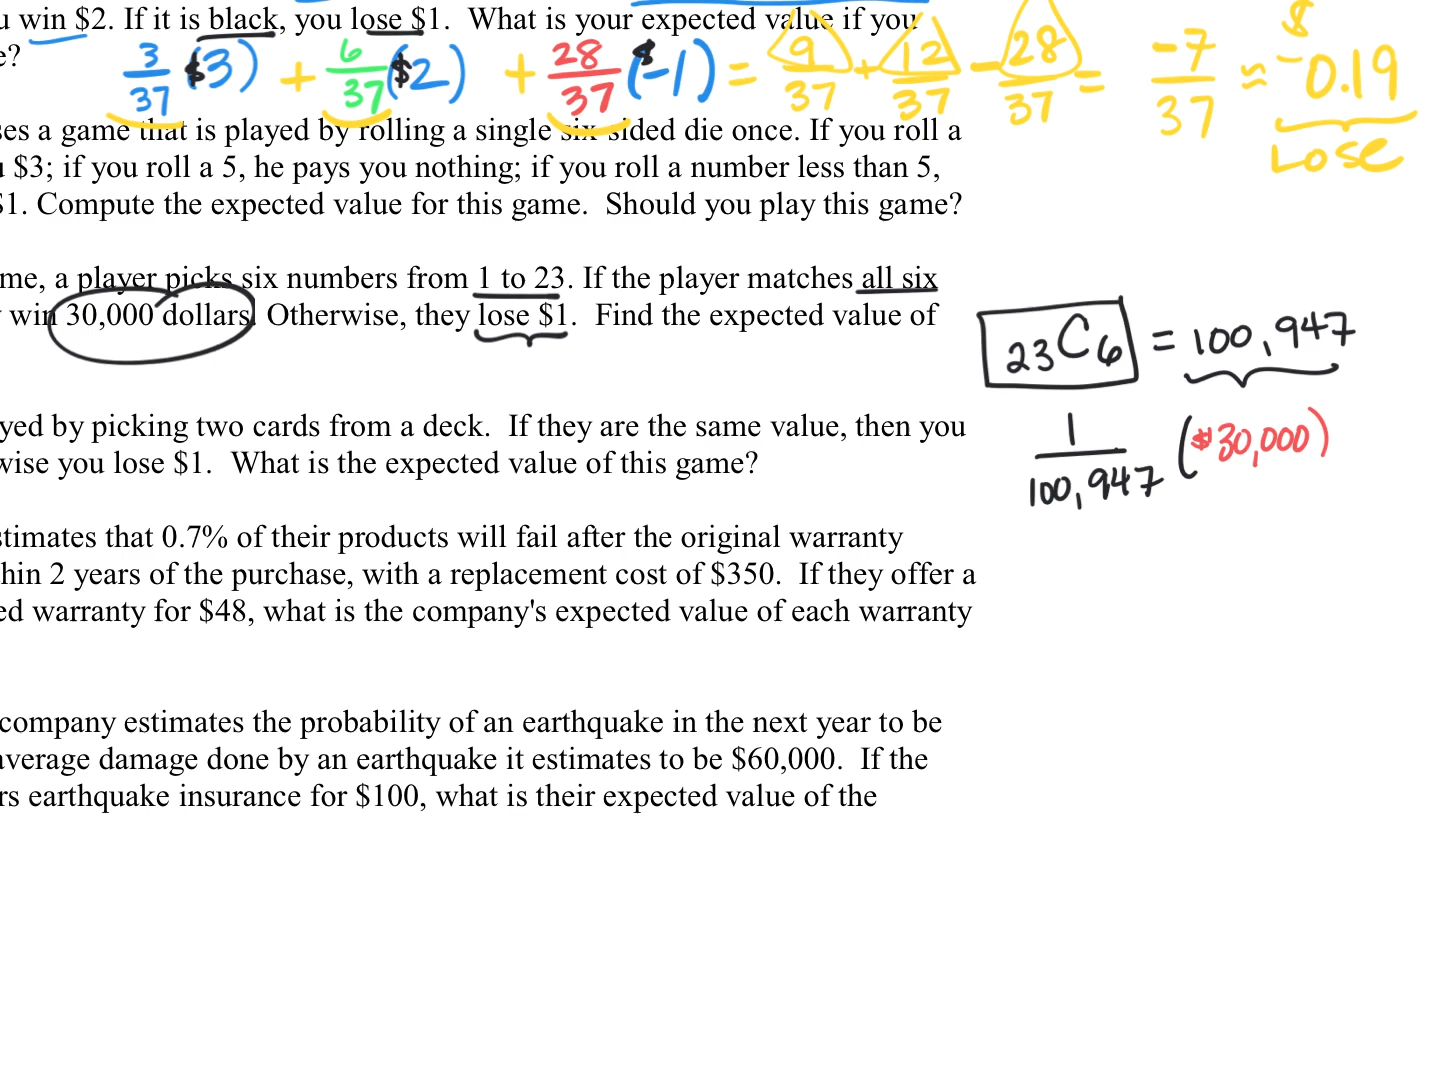 win $2. If it is black, you lose $1. What is your expected value if you
e?
3/37 ($3) + 6/37 ($2) + 28/37 ($-1) = 9/37 + 12/37 - 28/37 = -7/37 ≈ $-0.19
LOSE
es a game that is played by rolling a single six-sided die once. If you roll a
$3; if you roll a 5, he pays you nothing; if you roll a number less than 5,
$1. Compute the expected value for this game. Should you play this game?
me, a player picks six numbers from 1 to 23. If the player matches all six
win 30,000 dollars. Otherwise, they lose $1. Find the expected value of
23C6 = 100,947
1/100,947 ($30,000)
yed by picking two cards from a deck. If they are the same value, then you
wise you lose $1. What is the expected value of this game?
stimates that 0.7% of their products will fail after the original warranty
hin 2 years of the purchase, with a replacement cost of $350. If they offer a
ed warranty for $48, what is the company's expected value of each warranty
company estimates the probability of an earthquake in the next year to be
average damage done by an earthquake it estimates to be $60,000. If the
rs earthquake insurance for $100, what is their expected value of the